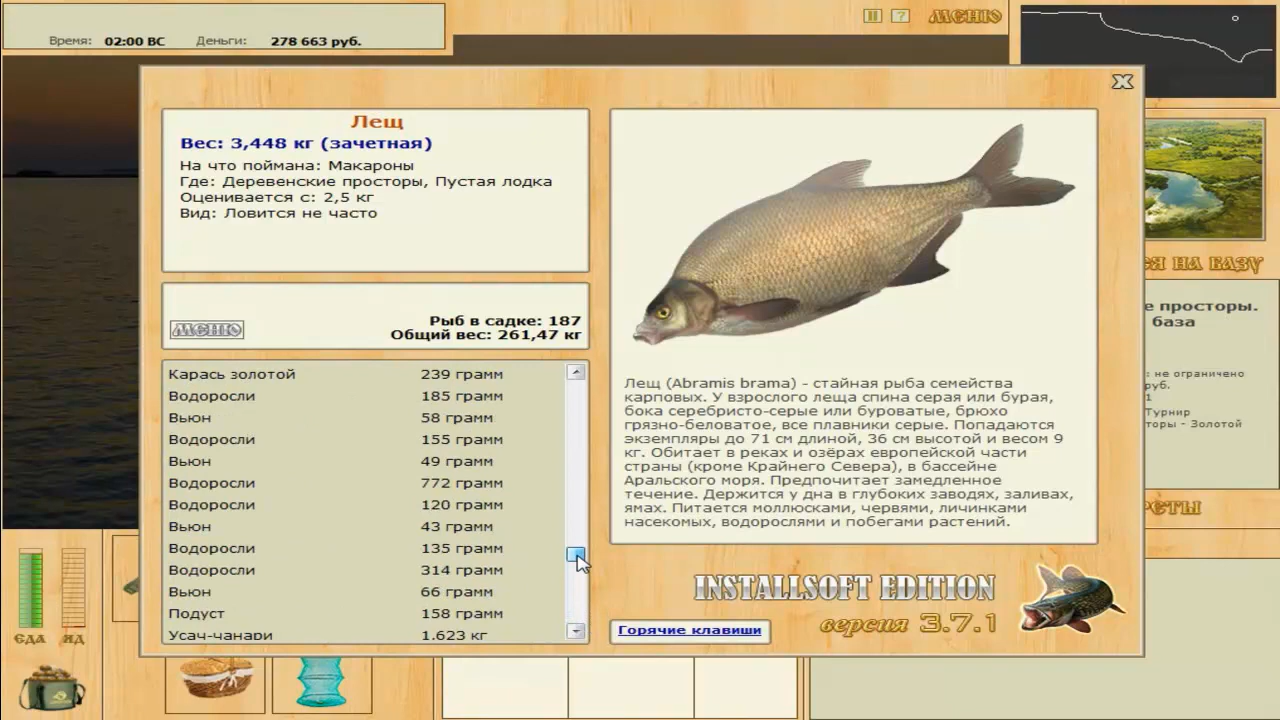 Время: 02:00 ВС Деньги: 278 663 руб.
? МЕНЮ
X
Лещ
Вес: 3,448 кг (зачетная)
На что поймана: Макароны
Где: Деревенские просторы, Пустая лодка
Оценивается с: 2,5 кг
Вид: Ловится не часто
МЕНЮ
Рыб в садке: 187
Общий вес: 261,47 кг
Карась золотой 239 грамм
Водоросли 185 грамм
Вьюн 58 грамм
Водоросли 155 грамм
Вьюн 49 грамм
Водоросли 772 грамм
Водоросли 120 грамм
Вьюн 43 грамм
Водоросли 135 грамм
Водоросли 314 грамм
Вьюн 66 грамм
Подуст 158 грамм
Усач-чанари 1.623 кг
Лещ (Abramis brama) - стайная рыба семейства
карповых. У взрослого леща спина серая или бурая,
бока серебристо-серые или буроватые, брюхо
грязно-беловатое, все плавники серые. Попадаются
экземпляры до 71 см длиной, 36 см высотой и весом 9
кг. Обитает в реках и озёрах европейской части
страны (кроме Крайнего Севера), в бассейне
Аральского моря. Предпочитает замедленное
течение. Держится у дна в глубоких заводях, заливах,
ямах. Питается моллюсками, червями, личинками
насекомых, водорослями и побегами растений.
INSTALLSOFT EDITION
версия 3.7.1
Горячие клавиши
Я НА БАЗУ
е просторы.
база
: не ограничено
руб.
1
Турнир
торы - Золотой
РЕТЫ
ЕДА ЖД